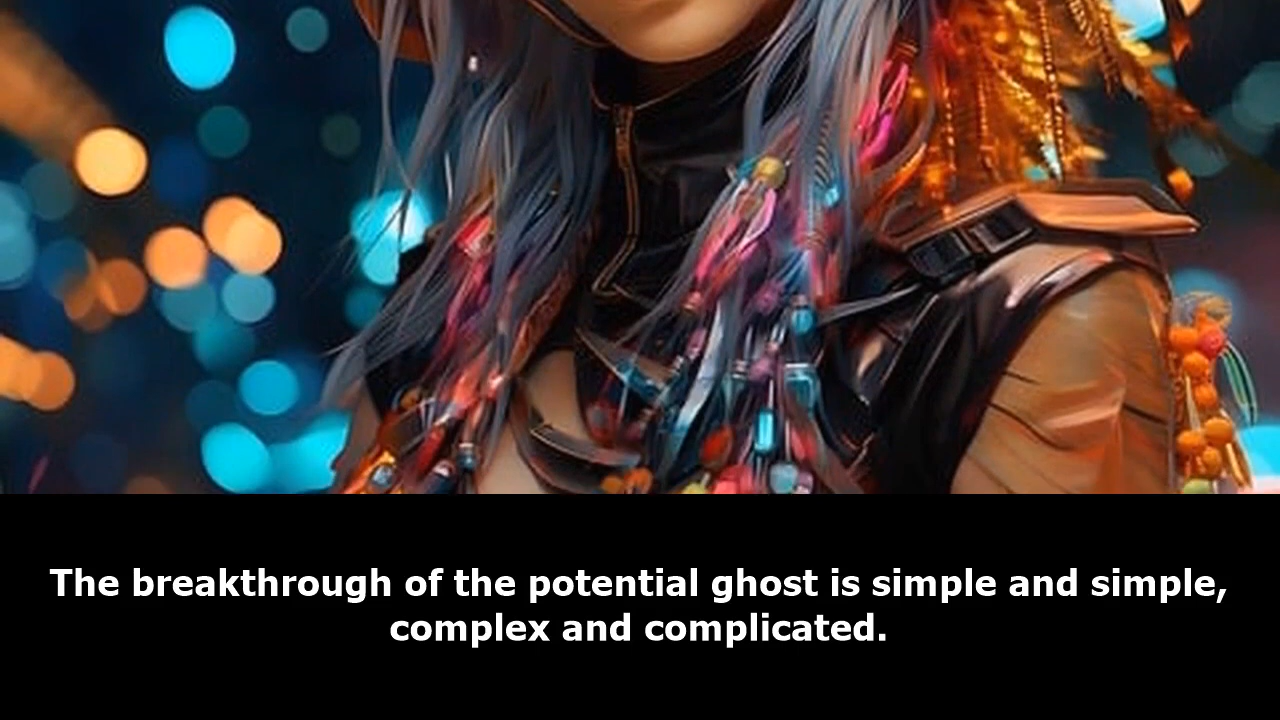 The breakthrough of the potential ghost is simple and simple,
complex and complicated.